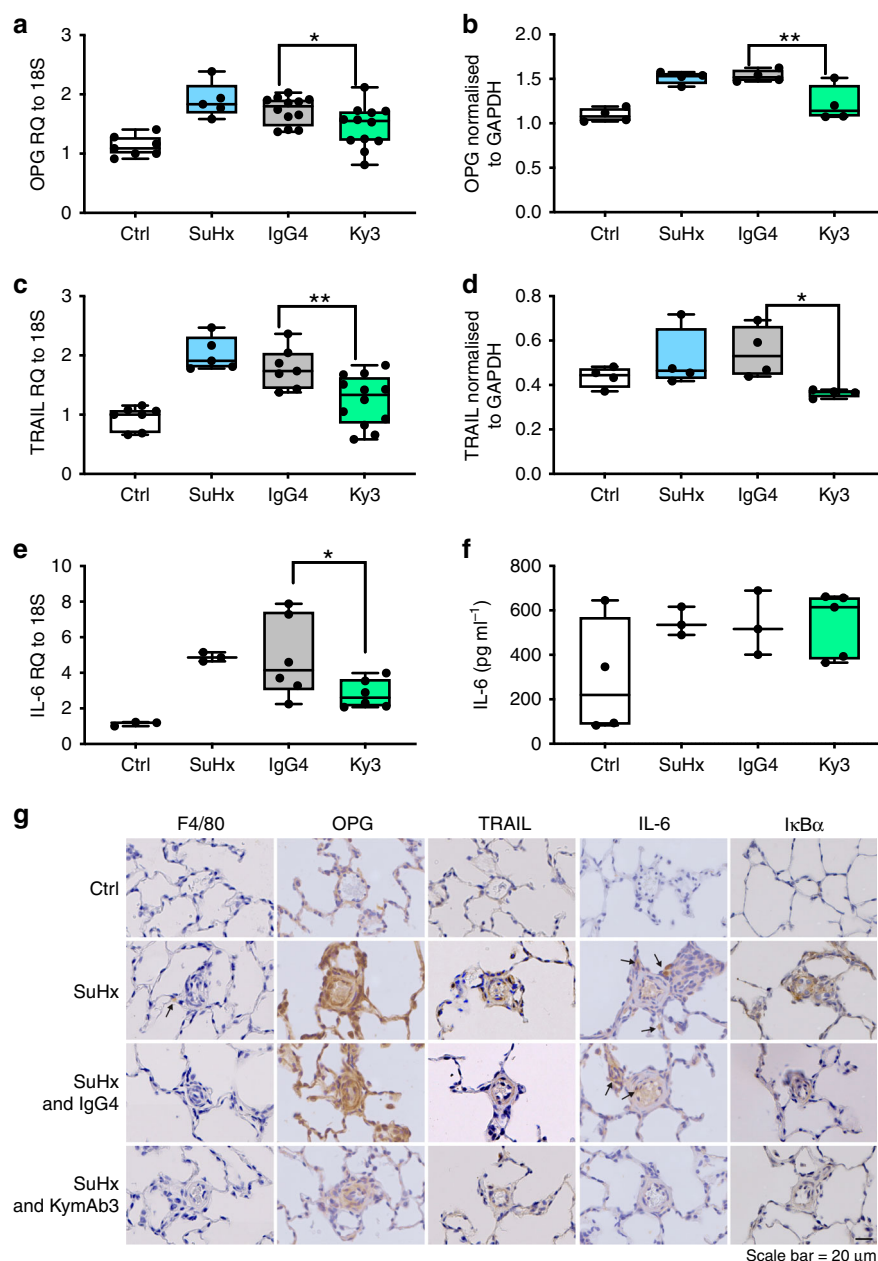 a
OPG RQ to 18S
3
2
1
0
*
Ctrl
SuHx
IgG4
Ky3
b
OPG normalised
to GAPDH
2.0
1.5
1.0
0.5
0.0
**
Ctrl
SuHx
IgG4
Ky3
c
TRAIL RQ to 18S
3
2
1
0
**
Ctrl
SuHx
IgG4
Ky3
d
TRAIL normalised
to GAPDH
0.8
0.6
0.4
0.2
0.0
*
Ctrl
SuHx
IgG4
Ky3
e
IL-6 RQ to 18S
10
8
6
4
2
0
*
Ctrl
SuHx
IgG4
Ky3
f
IL-6 (pg ml⁻¹)
800
600
400
200
0
Ctrl
SuHx
IgG4
Ky3
g
F4/80
OPG
TRAIL
IL-6
IκBα
Ctrl
SuHx
SuHx
and IgG4
SuHx
and KymAb3
Scale bar = 20 μm